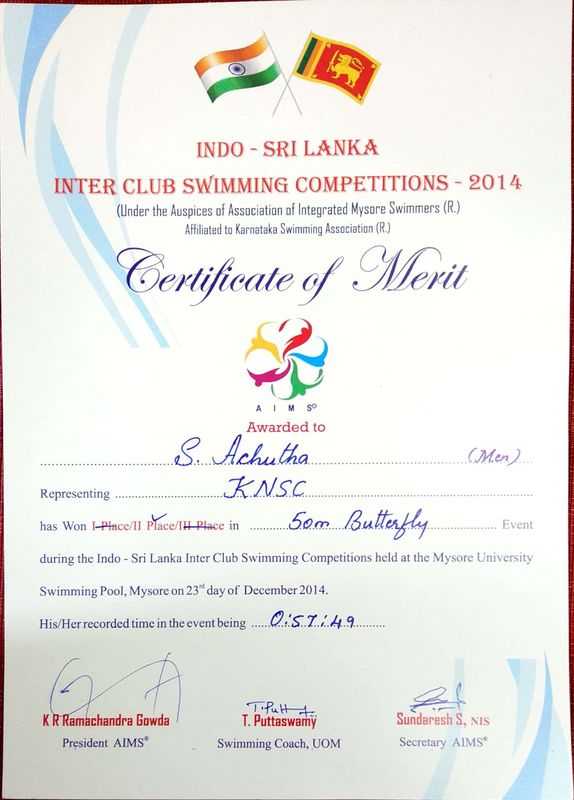 INDO - SRI LANKA
INTER CLUB SWIMMING COMPETITIONS - 2014
(Under the Auspices of Association of Integrated Mysore Swimmers (R.)
Affiliated to Karnataka Swimming Association (R.)
Certificate of Merit
A I M S®
Awarded to
S. Achutha (Men)
Representing KNSC
has Won I Place/II Place/III Place in 50m Butterfly Event
during the Indo - Sri Lanka Inter Club Swimming Competitions held at the Mysore University
Swimming Pool, Mysore on 23rd day of December 2014.
His/Her recorded time in the event being 0:57:49
T. Putt
K R Ramachandra Gowda T. Puttaswamy Sundaresh S, NIS
President AIMS® Swimming Coach, UOM Secretary AIMS®